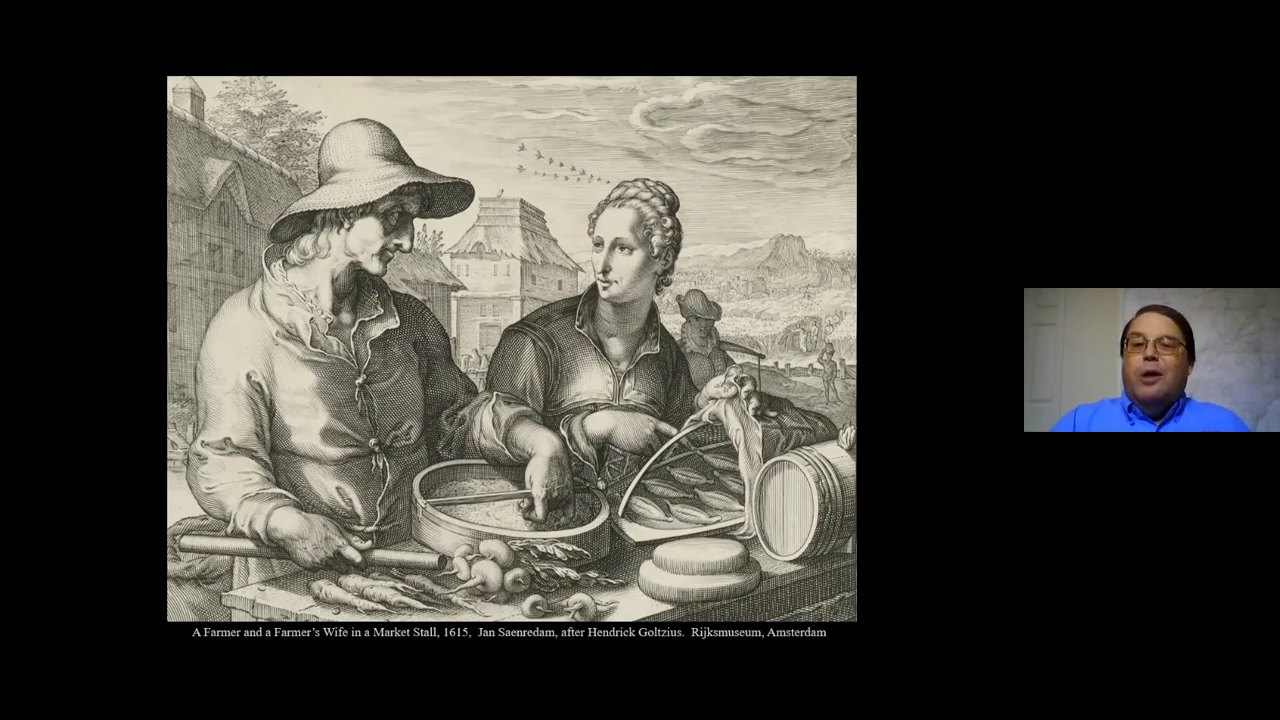 A Farmer and a Farmer’s Wife in a Market Stall, 1615,  Jan Saenredam, after Hendrick Goltzius.  Rijksmuseum, Amsterdam